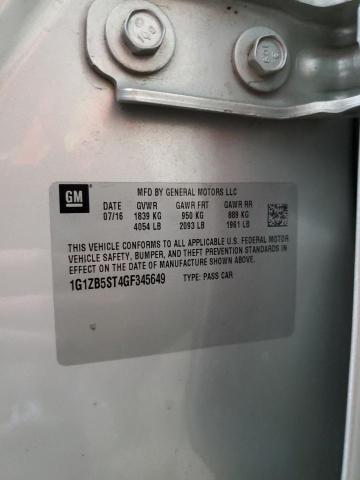 GM
MFD BY GENERAL MOTORS LLC
DATE GVWR GAWR FRT GAWR RR
07/16 1839 KG 950 KG 889 KG
4054 LB 2093 LB 1961 LB
THIS VEHICLE CONFORMS TO ALL APPLICABLE U.S. FEDERAL MOTOR
VEHICLE SAFETY, BUMPER, AND THEFT PREVENTION STANDARDS IN
EFFECT ON THE DATE OF MANUFACTURE SHOWN ABOVE.
1G1ZB5ST4GF345649 TYPE: PASS CAR